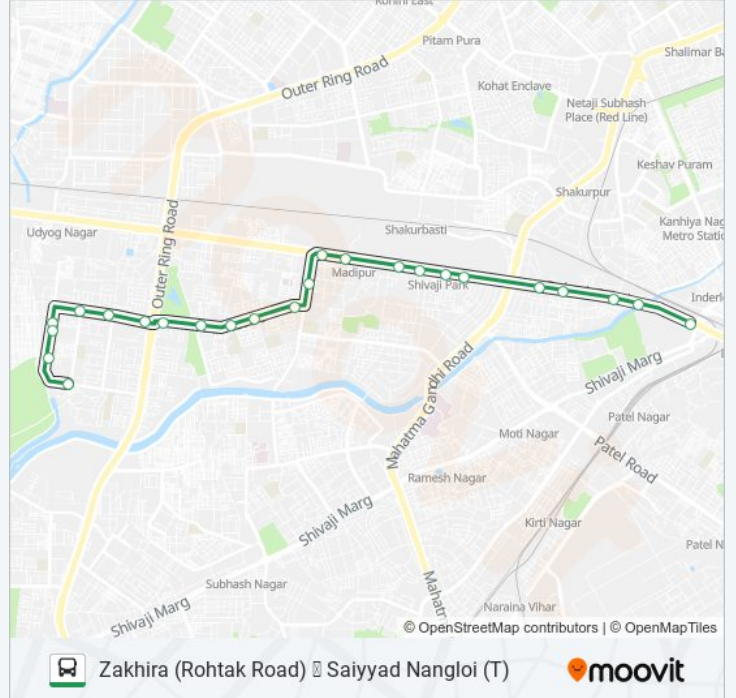 Rohini East
Pitam Pura
Shalimar Ba
Outer Ring Road
Kohat Enclave
Netaji Subhash
Place (Red Line)
Keshav Puram
Shakurpur
Outer Ring Road
Udyog Nagar
Shakurbasti
Kanhiya Nag
Metro Static
Madipur
Shivaji Park
Inderl
Mahatma Gandhi Road
Shivaji Marg
Patel Nagar
Moti Nagar
Patel Road
Ramesh Nagar
Shivaji Marg
Kirti Nagar
Patel N
Subhash Nagar
Mahatr
Naraina Vihar
Shivaji Marg
© OpenStreetMap contributors | © OpenMapTiles
Zakhira (Rohtak Road) Saiyyad Nangloi (T)
moovit